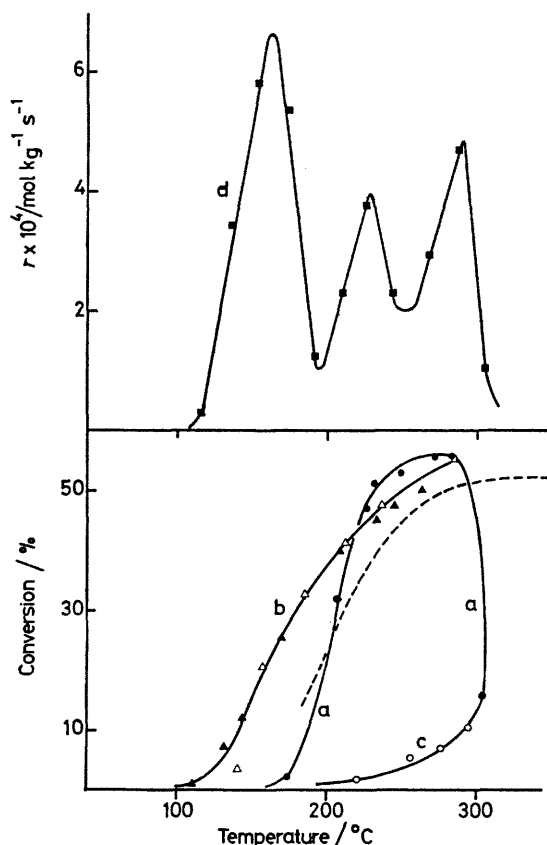 r x 10⁴/mol kg⁻¹ s⁻¹
6
4
2
d
Conversion / %
50
30
10
b
a
a
c
100
200
300
Temperature / °C